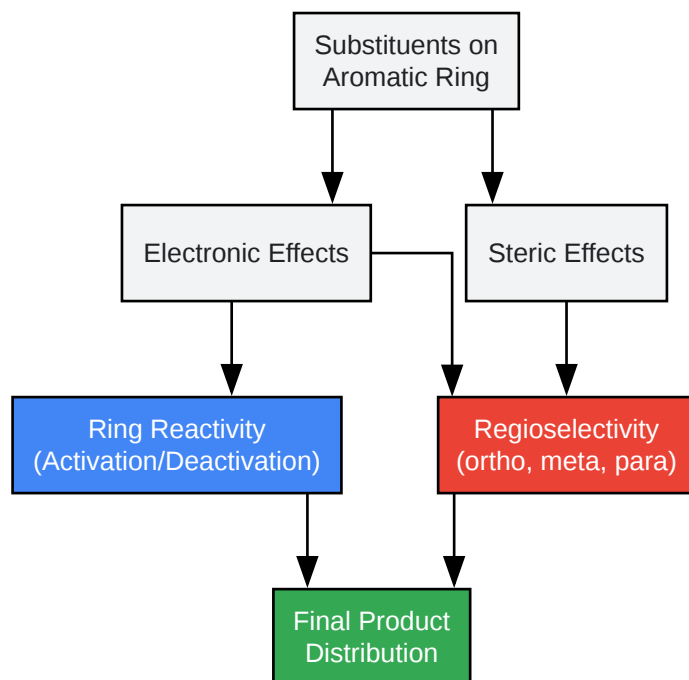 Substituents on
Aromatic Ring
Electronic Effects
Steric Effects
Ring Reactivity
(Activation/Deactivation)
Regioselectivity
(ortho, meta, para)
Final Product
Distribution